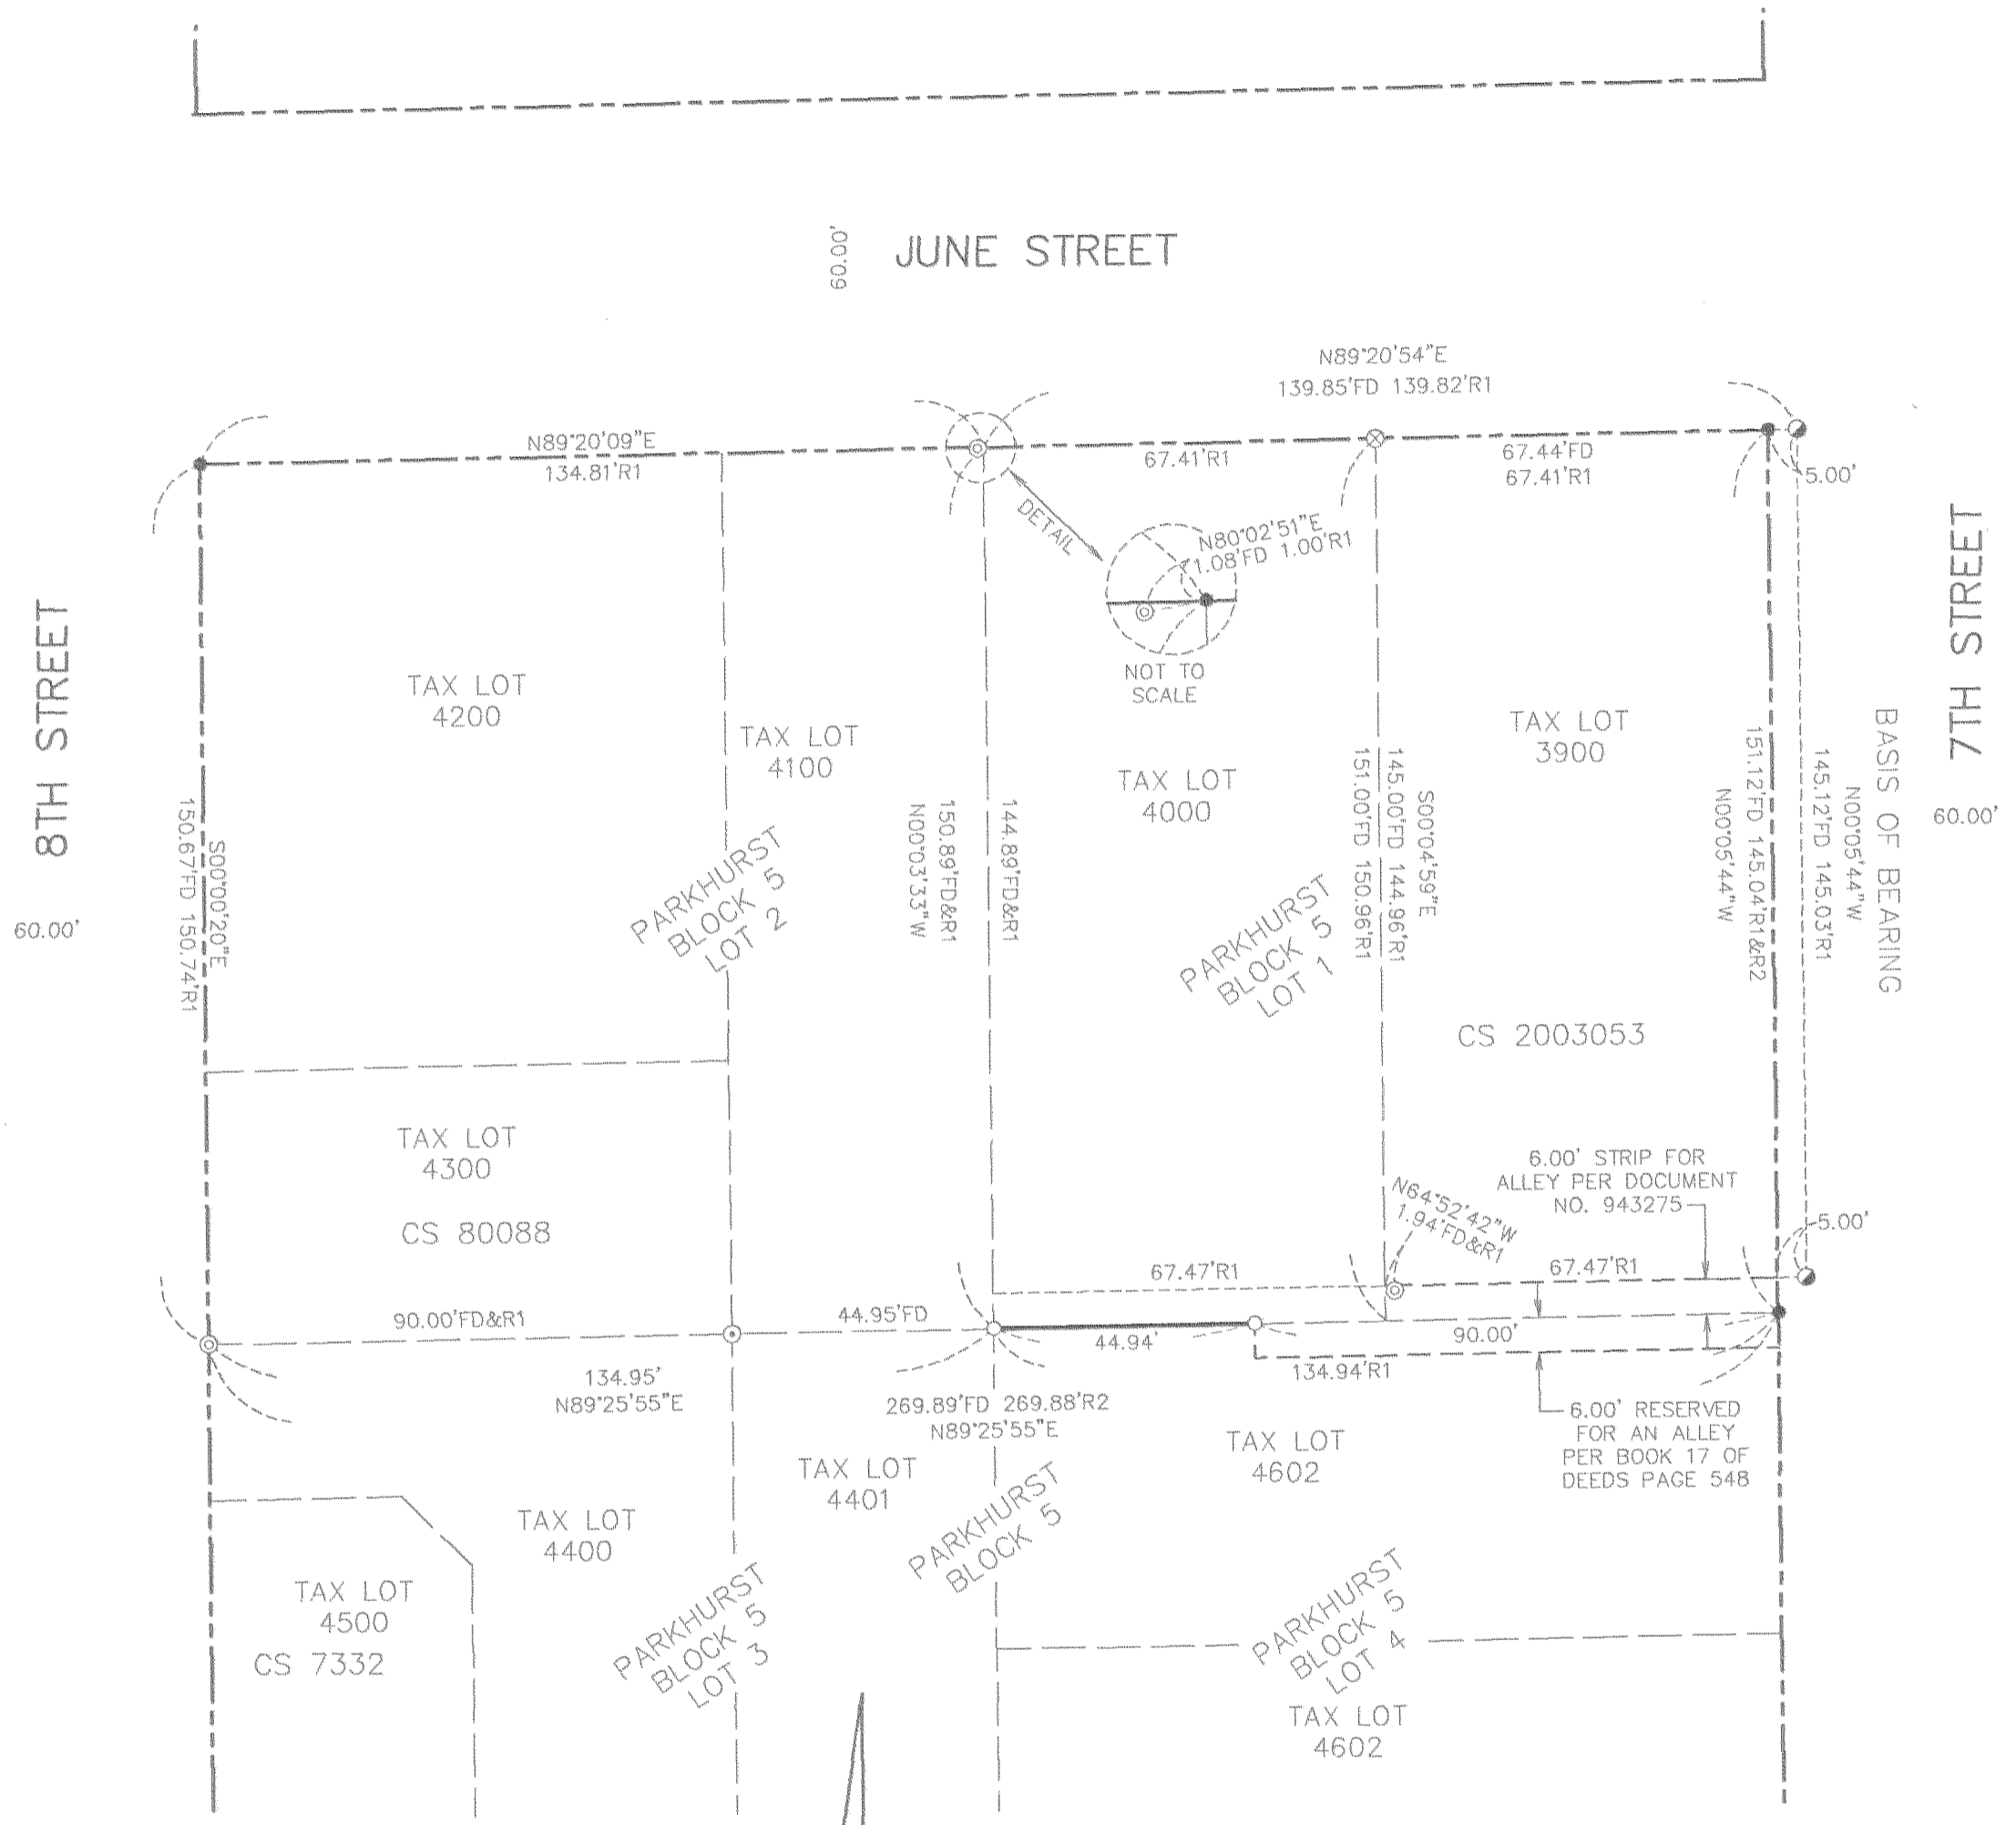 JUNE STREET
60.00'
N89°20'54"E
139.85'FD 139.82'R1
N89°20'09"E
134.81'R1
67.41'R1
67.44'FD
67.41'R1
5.00'
DETAIL
N80°02'51"E
1.08'FD 1.00'R1
NOT TO
SCALE
8TH STREET
60.00'
7TH STREET
60.00'
BASIS OF BEARING
N00°05'44"W
145.12'FD 145.03'R1
151.12'FD 145.04'R1&R2
N00°05'44"W
S00°04'59"E
145.00'FD 144.96'R1
151.00'FD 150.96'R1
144.89'FD&R1
150.89'FD&R1
N00°03'33"W
S00°00'20"E
150.67'FD 150.74'R1
TAX LOT
4200
TAX LOT
4100
TAX LOT
4000
TAX LOT
3900
PARKHURST
BLOCK 5
LOT 2
PARKHURST
BLOCK 5
LOT 1
CS 2003053
TAX LOT
4300
CS 80088
6.00' STRIP FOR
ALLEY PER DOCUMENT
NO. 943275
N64°52'42"W
1.94'FD&R1
5.00'
67.47'R1
67.47'R1
90.00'FD&R1
44.95'FD
44.94'
90.00'
134.95'
N89°25'55"E
134.94'R1
269.89'FD 269.88'R2
N89°25'55"E
6.00' RESERVED
FOR AN ALLEY
PER BOOK 17 OF
DEEDS PAGE 548
TAX LOT
4602
TAX LOT
4401
TAX LOT
4400
PARKHURST
BLOCK 5
TAX LOT
4500
CS 7332
PARKHURST
BLOCK 5
LOT 3
PARKHURST
BLOCK 5
LOT 4
TAX LOT
4602